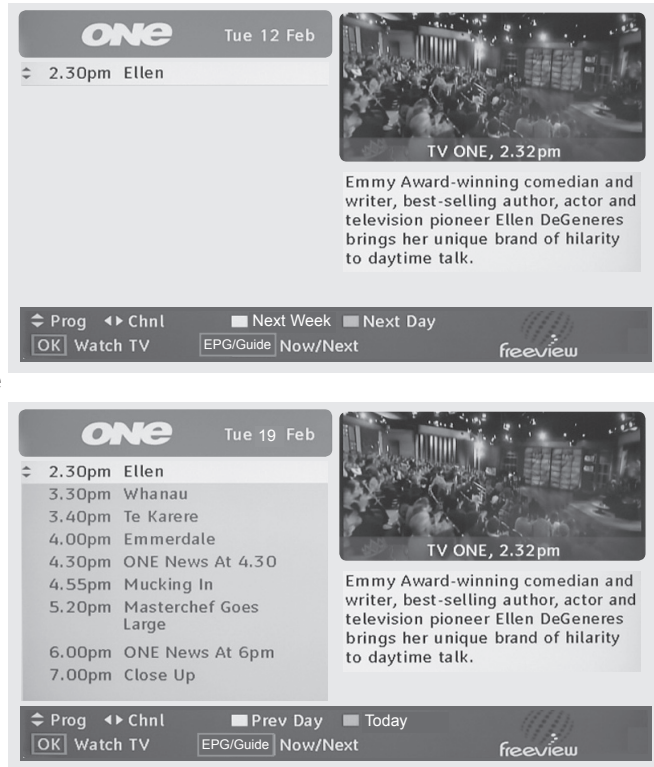 ONE Tue 12 Feb
2.30pm Ellen
TV ONE, 2.32pm
Emmy Award-winning comedian and
writer, best-selling author, actor and
television pioneer Ellen DeGeneres
brings her unique brand of hilarity
to daytime talk.
Prog Chnl Next Week Next Day
OK Watch TV EPG/Guide Now/Next
freeview
ONE Tue 19 Feb
2.30pm Ellen
3.30pm Whanau
3.40pm Te Karere
4.00pm Emmerdale
4.30pm ONE News At 4.30
4.55pm Mucking In
5.20pm Masterchef Goes
Large
6.00pm ONE News At 6pm
7.00pm Close Up
TV ONE, 2.32pm
Emmy Award-winning comedian and
writer, best-selling author, actor and
television pioneer Ellen DeGeneres
brings her unique brand of hilarity
to daytime talk.
Prog Chnl Prev Day Today
OK Watch TV EPG/Guide Now/Next
freeview